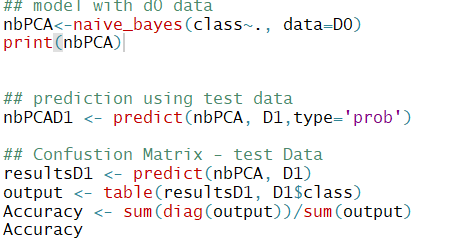 ## model with d0 data
nbPCA<-naive_bayes(class~., data=D0)
print(nbPCA)
## prediction using test data
nbPCAD1 <- predict(nbPCA, D1,type='prob')
## Confustion Matrix - test Data
resultsD1 <- predict(nbPCA, D1)
output <- table(resultsD1, D1$class)
Accuracy <- sum(diag(output))/sum(output)
Accuracy